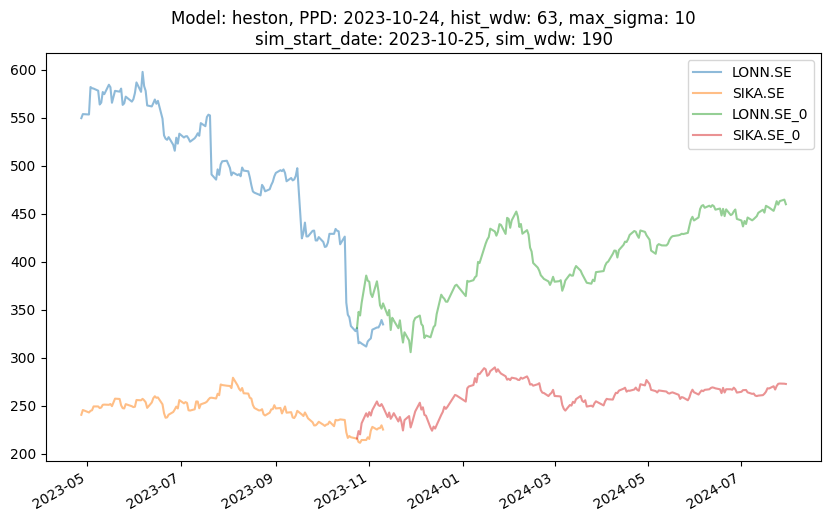 Model: heston, PPD: 2023-10-24, hist_wdw: 63, max_sigma: 10
sim_start_date: 2023-10-25, sim_wdw: 190
LONN.SE
SIKA.SE
LONN.SE_0
SIKA.SE_0
600
550
500
450
400
350
300
250
200
2023-05
2023-07
2023-09
2023-11
2024-01
2024-03
2024-05
2024-07